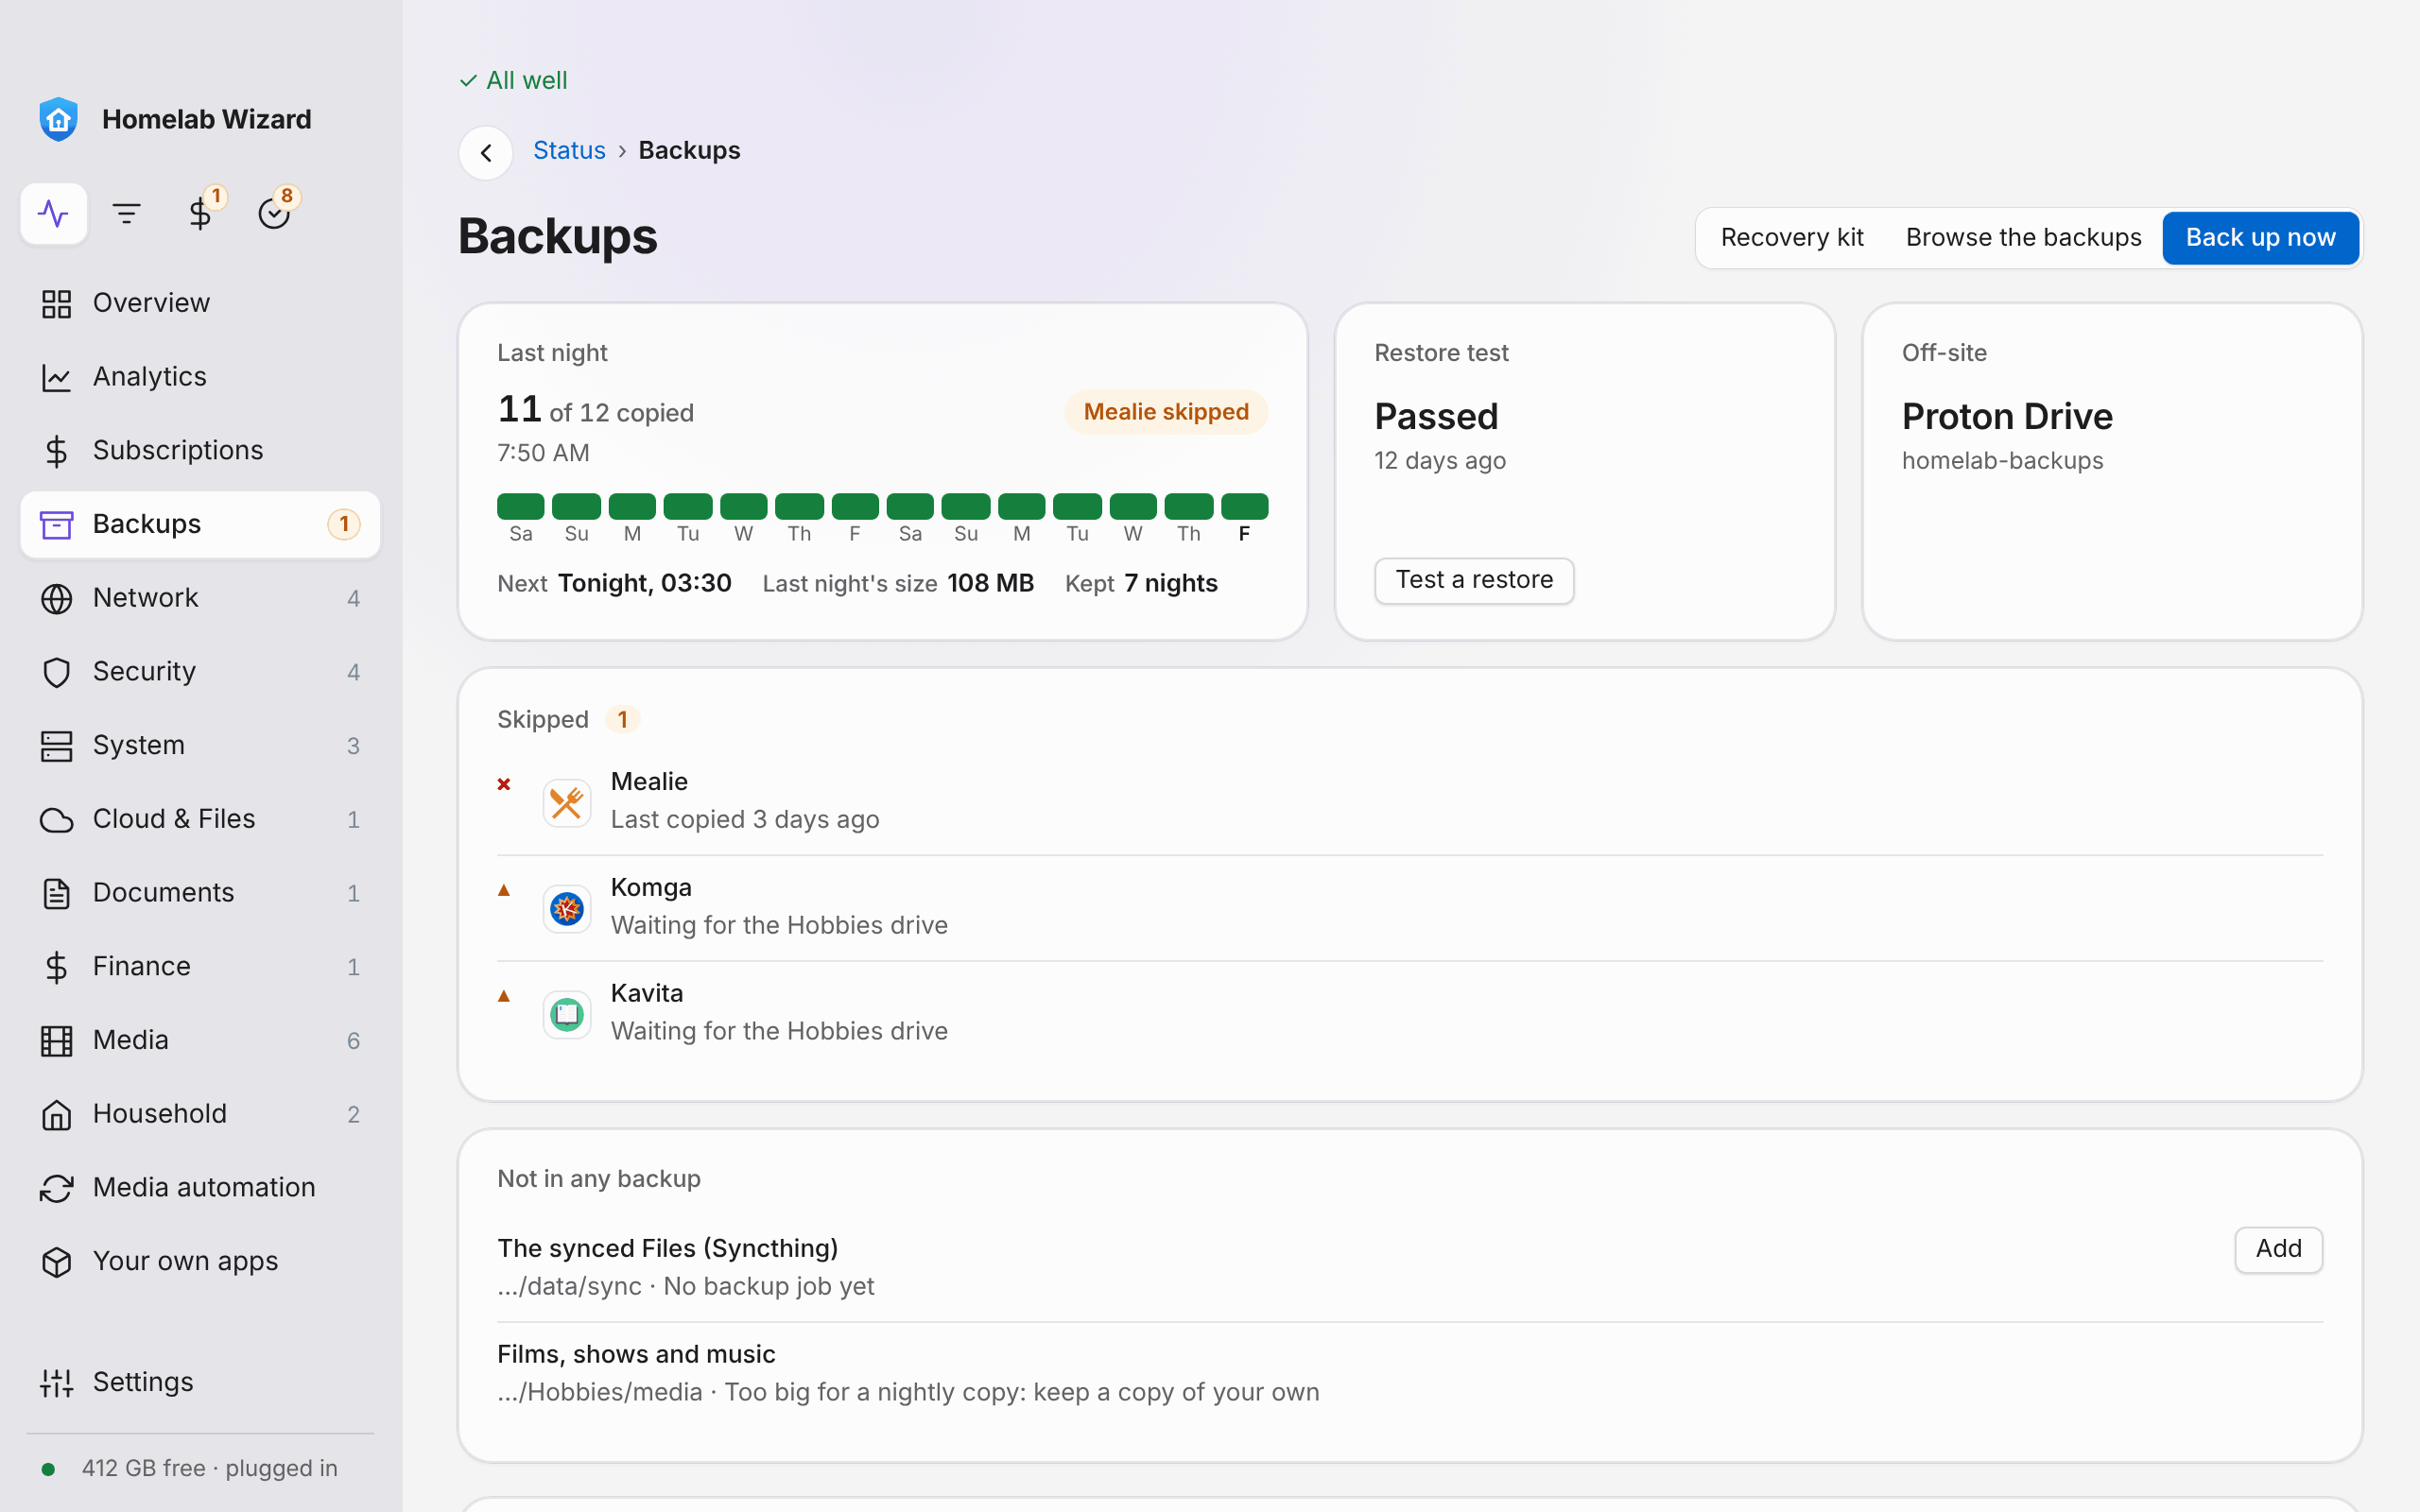 Homelab Wizard
1
8
Overview
Analytics
Subscriptions
Backups 1
Network 4
Security 4
System 3
Cloud & Files 1
Documents 1
Finance 1
Media 6
Household 2
Media automation
Your own apps
Settings
412 GB free · plugged in
All well
Status › Backups
Backups
Recovery kit Browse the backups Back up now
Last night
11 of 12 copied
Mealie skipped
7:50 AM
Sa Su M Tu W Th F Sa Su M Tu W Th F
Next Tonight, 03:30 Last night's size 108 MB Kept 7 nights
Restore test
Passed
12 days ago
Test a restore
Off-site
Proton Drive
homelab-backups
Skipped 1
Mealie
Last copied 3 days ago
Komga
Waiting for the Hobbies drive
Kavita
Waiting for the Hobbies drive
Not in any backup
The synced Files (Syncthing)
.../data/sync · No backup job yet
Add
Films, shows and music
.../Hobbies/media · Too big for a nightly copy: keep a copy of your own